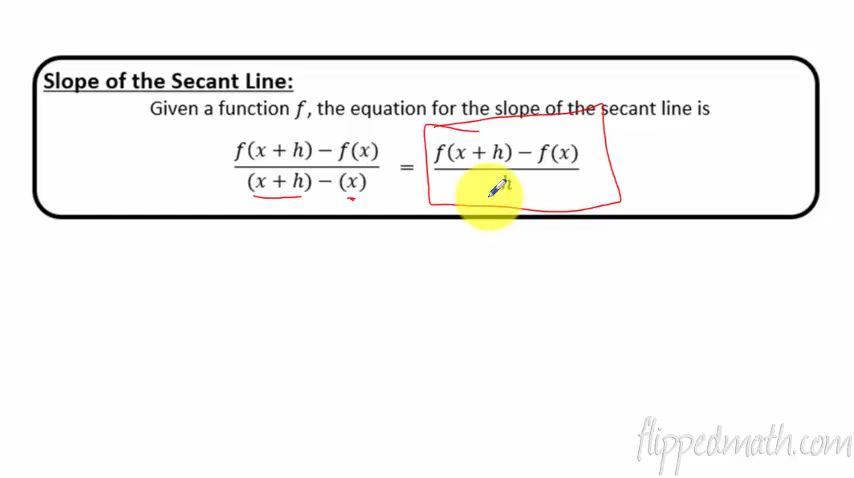 Slope of the Secant Line:
Given a function f, the equation for the slope of the secant line is
f(x + h) − f(x) / (x + h) − (x) = f(x + h) − f(x) / h
flippedmath.com